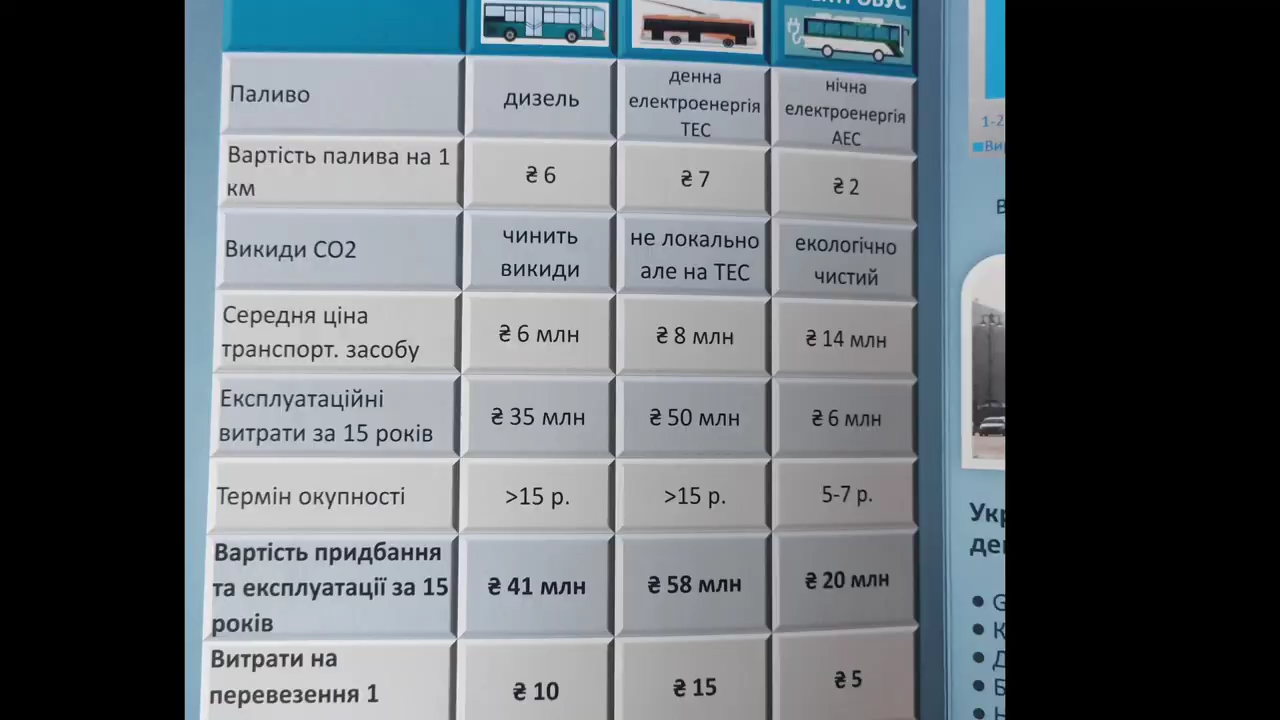 Паливо
дизель
денна
електроенергія
ТЕС
нічна
електроенергія
АЕС
Вартість палива на 1
км
₴ 6
₴ 7
₴ 2
Викиди СО2
чинить
викиди
не локально
але на ТЕС
екологічно
чистий
Середня ціна
транспорт. засобу
₴ 6 млн
₴ 8 млн
₴ 14 млн
Експлуатаційні
витрати за 15 років
₴ 35 млн
₴ 50 млн
₴ 6 млн
Термін окупності
>15 р.
>15 р.
5-7 р.
Вартість придбання
та експлуатації за 15
років
₴ 41 млн
₴ 58 млн
₴ 20 млн
Витрати на
перевезення 1
₴ 10
₴ 15
₴ 5